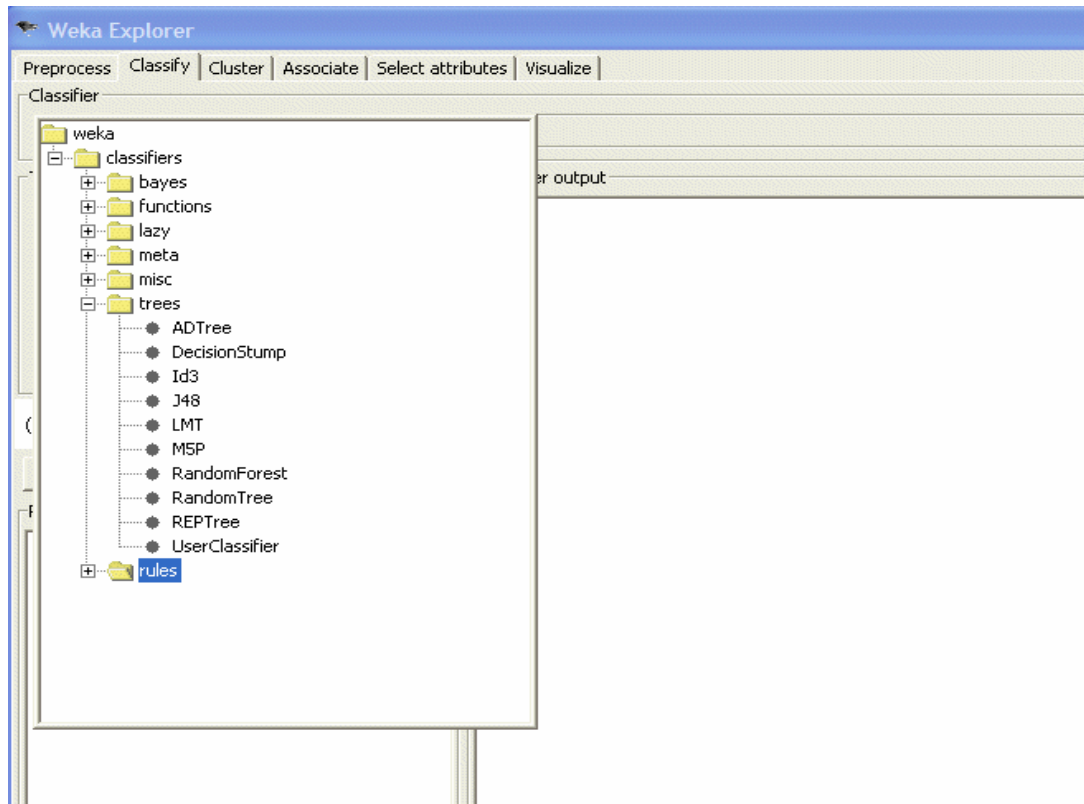 Weka Explorer
Preprocess Classify Cluster Associate Select attributes Visualize
Classifier
weka
classifiers
er output
bayes
functions
lazy
meta
misc
trees
ADTree
DecisionStump
Id3
J48
LMT
M5P
RandomForest
RandomTree
REPTree
UserClassifier
rules